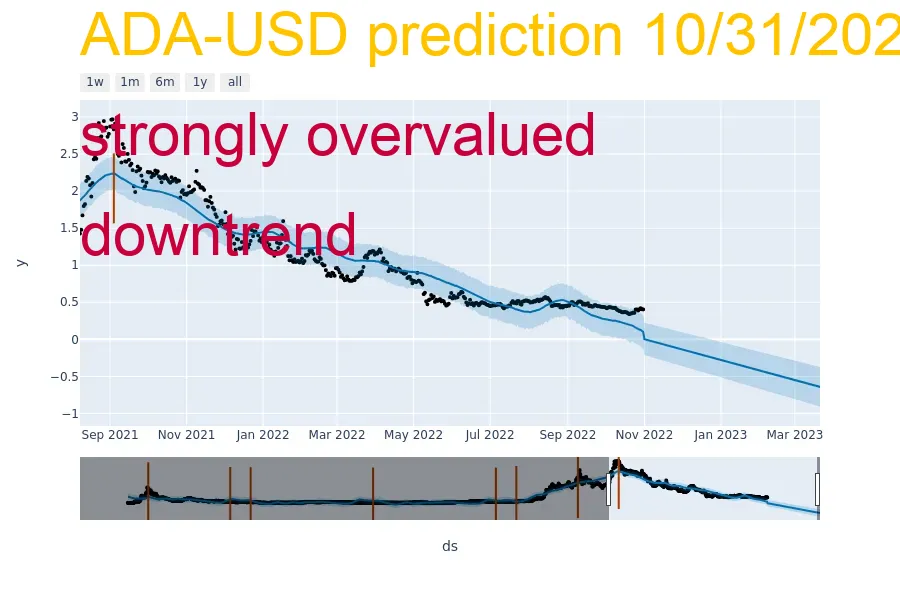 ADA-USD prediction 10/31/202
1w 1m 6m 1y all
strongly overvalued
downtrend
3
2.5
2
1.5
1
0.5
0
−0.5
−1
y
Sep 2021 Nov 2021 Jan 2022 Mar 2022 May 2022 Jul 2022 Sep 2022 Nov 2022 Jan 2023 Mar 2023
ds